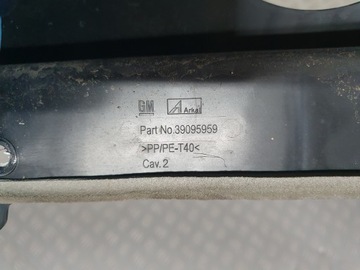 GM Arkal
Part No.39095959
>PP/PE-T40<
Cav.2